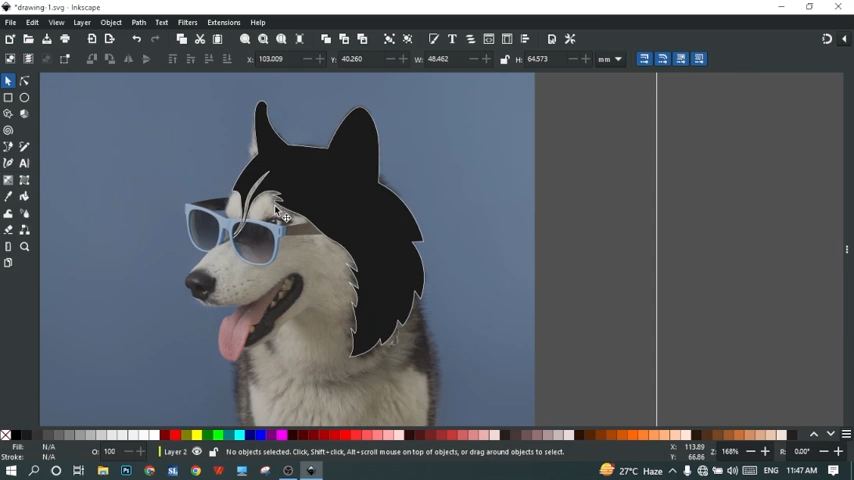 *drawing-1.svg - Inkscape
File Edit View Layer Object Path Text Filters Extensions Help
X: 103.009 Y: 40.260 W: 48.462 H: 64.573 mm
Fill: N/A
Stroke: N/A
O: 100
Layer 2
No objects selected. Click, Shift+click, Alt+scroll mouse on top of objects, or drag around objects to select.
X: 113.89
Y: 66.86
Z: 168%
R: 0.00°
27°C Haze
ENG 11:47 AM